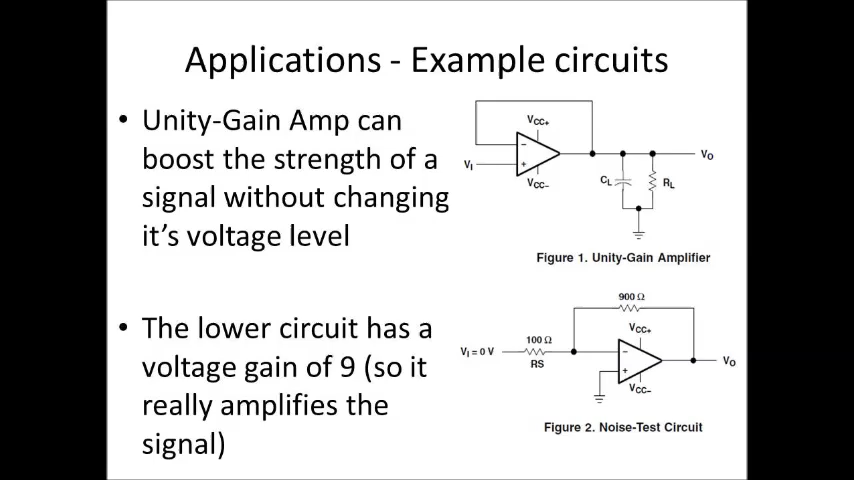 Applications - Example circuits
• Unity-Gain Amp can
boost the strength of a
signal without changing
it's voltage level
VCC+
−
VI
+
VCC−
VO
CL
RL
Figure 1. Unity-Gain Amplifier
• The lower circuit has a
voltage gain of 9 (so it
really amplifies the
signal)
900 Ω
VCC+
100 Ω
VI = 0 V
RS
−
+
VCC−
VO
Figure 2. Noise-Test Circuit